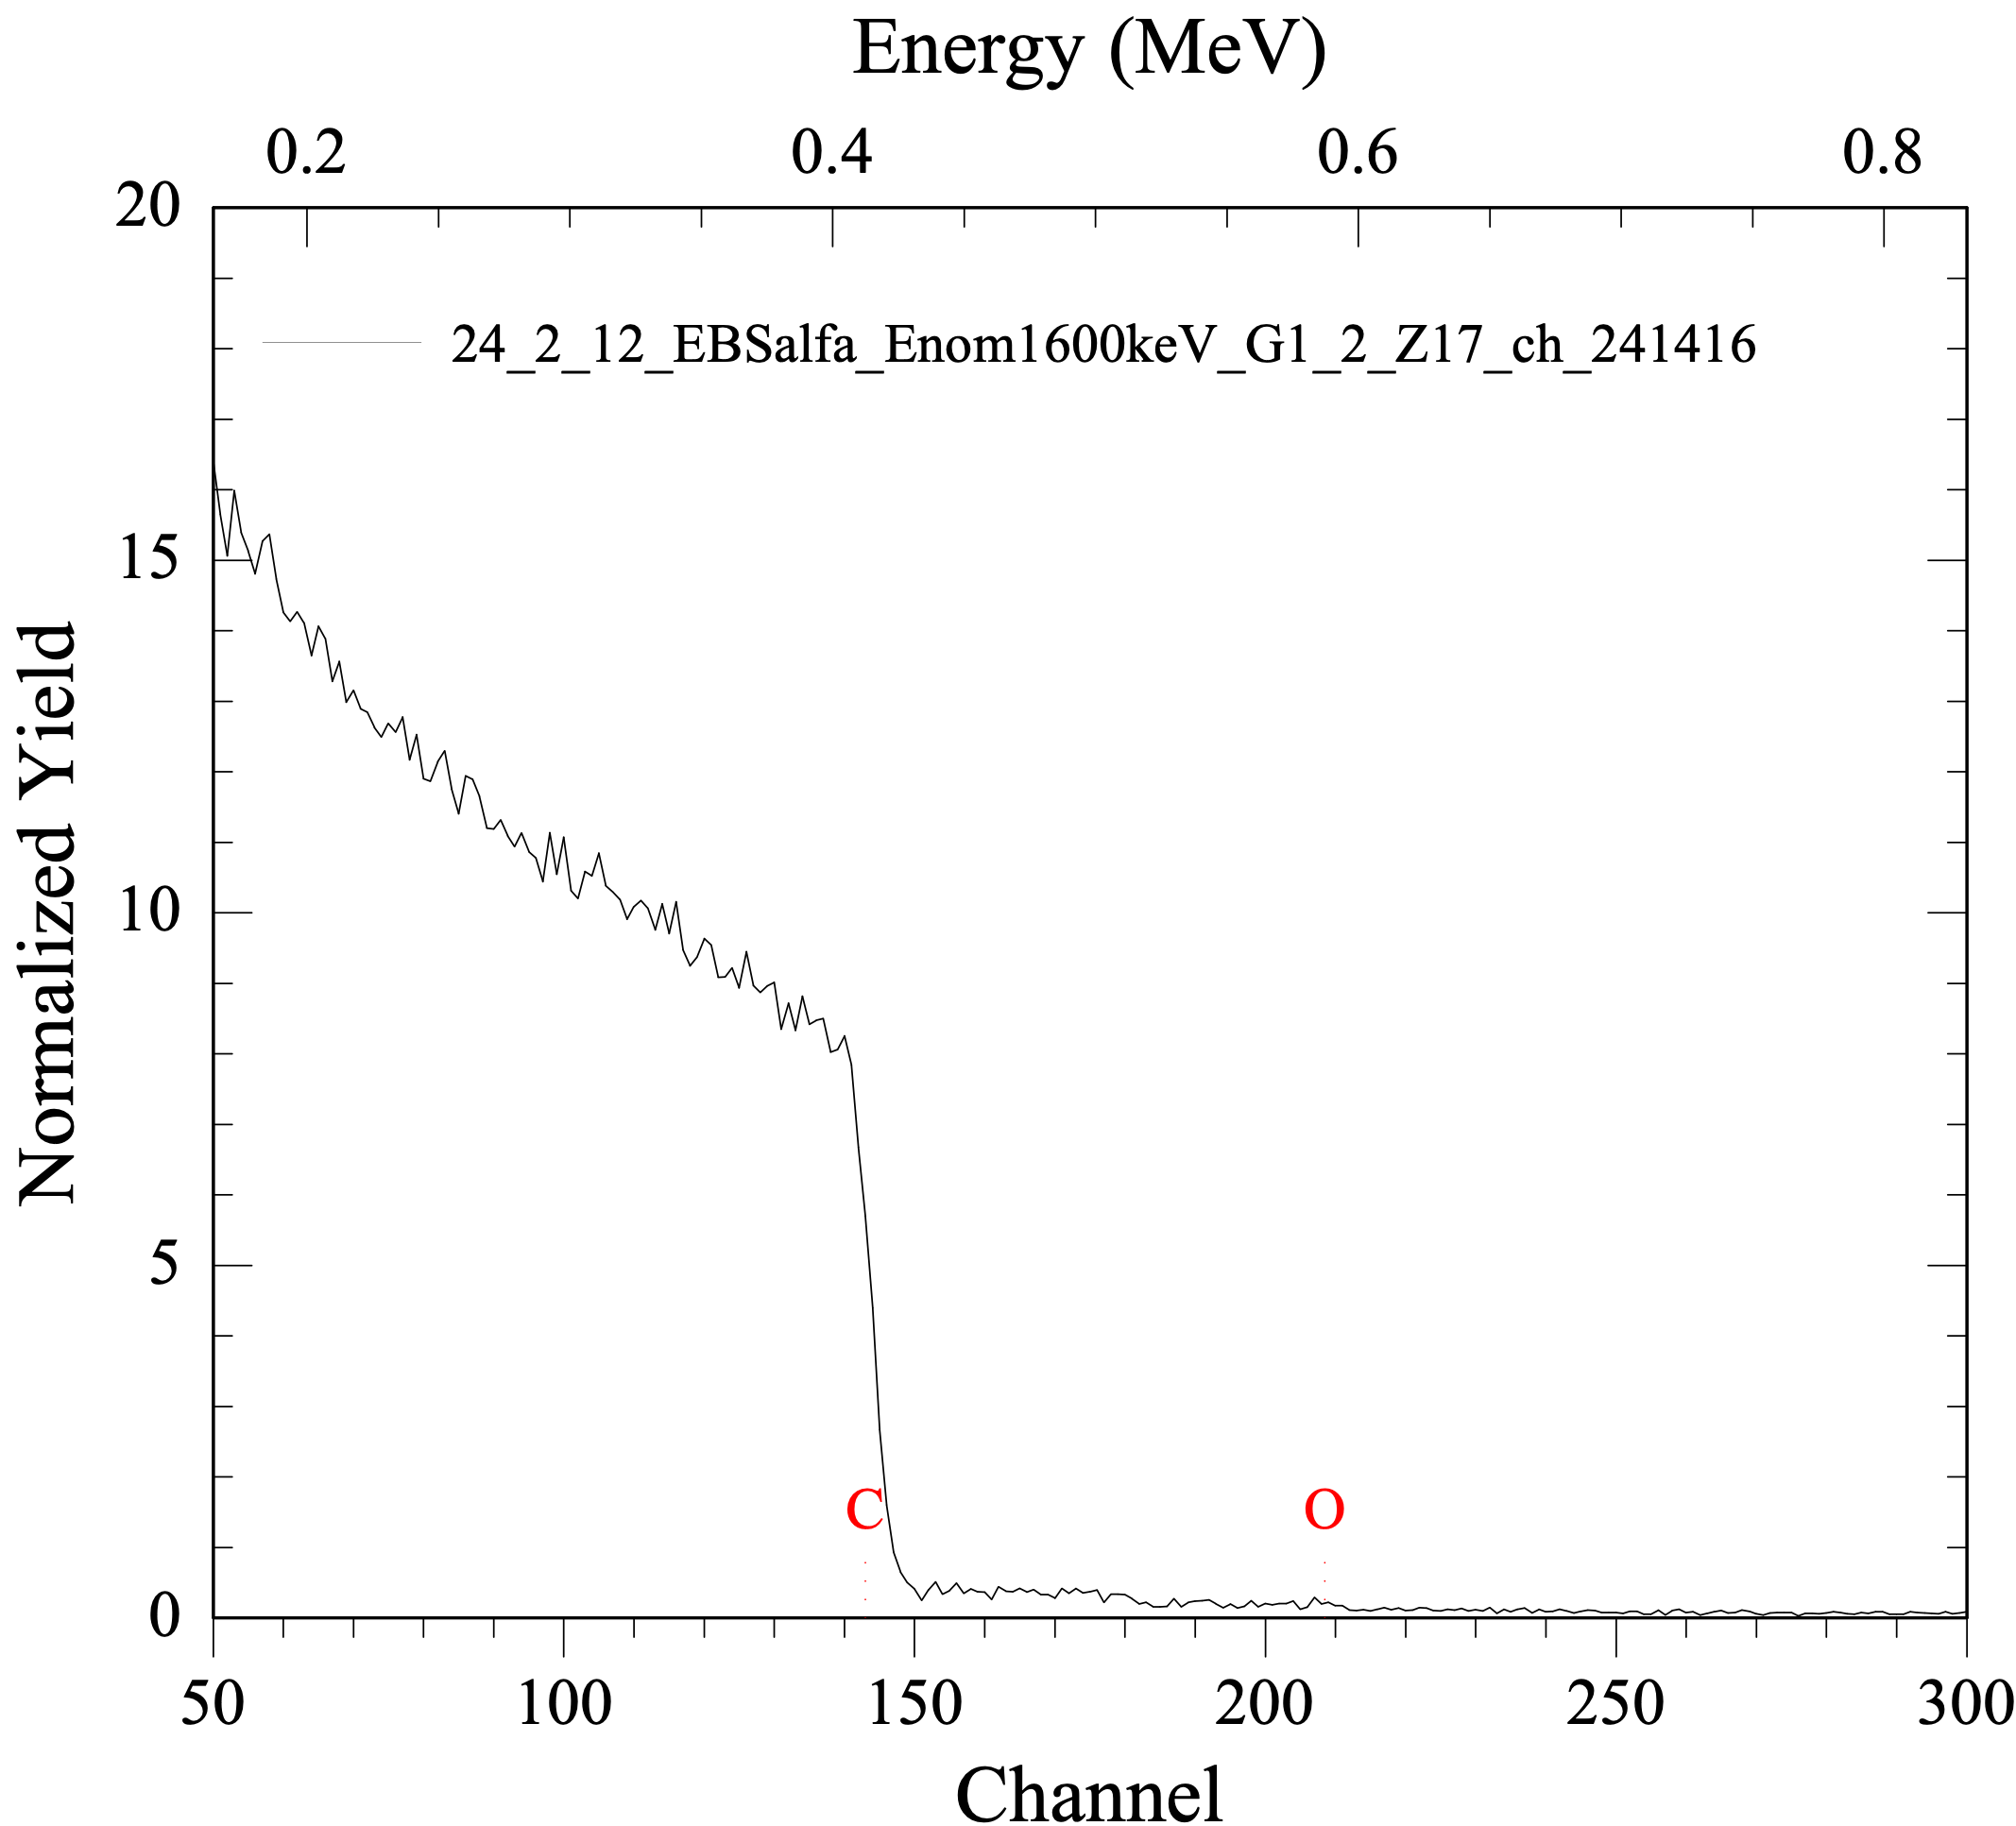 Energy (MeV)
0.2 0.4 0.6 0.8
20
24_2_12_EBSalfa_Enom1600keV_G1_2_Z17_ch_241416
15
Normalized Yield
10
5
C O
0
50 100 150 200 250 300
Channel